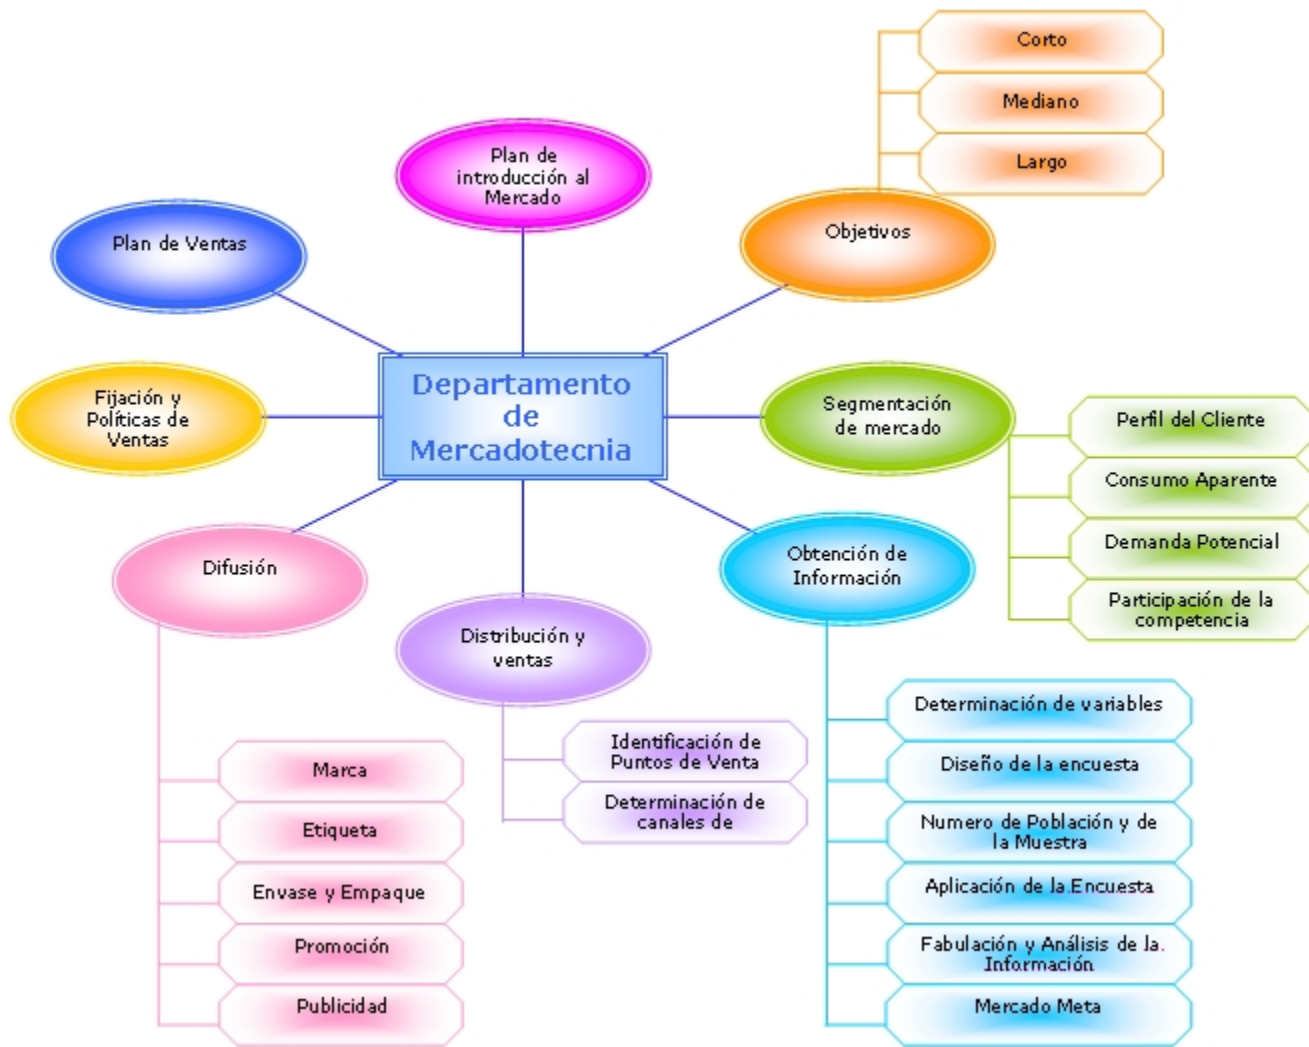 Corto
Mediano
Largo
Objetivos
Plan de
introducción al
Mercado
Plan de Ventas
Departamento
de
Mercadotecnia
Fijación y
Políticas de
Ventas
Segmentación
de mercado
Perfil del Cliente
Consumo Aparente
Demanda Potencial
Participación de la
competencia
Difusión
Obtención de
Información
Distribución y
ventas
Determinación de variables
Diseño de la encuesta
Numero de Población y de
la Muestra
Aplicación de la Encuesta
Fabulación y Análisis de la
Información
Mercado Meta
Identificación de
Puntos de Venta
Determinación de
canales de
Marca
Etiqueta
Envase y Empaque
Promoción
Publicidad